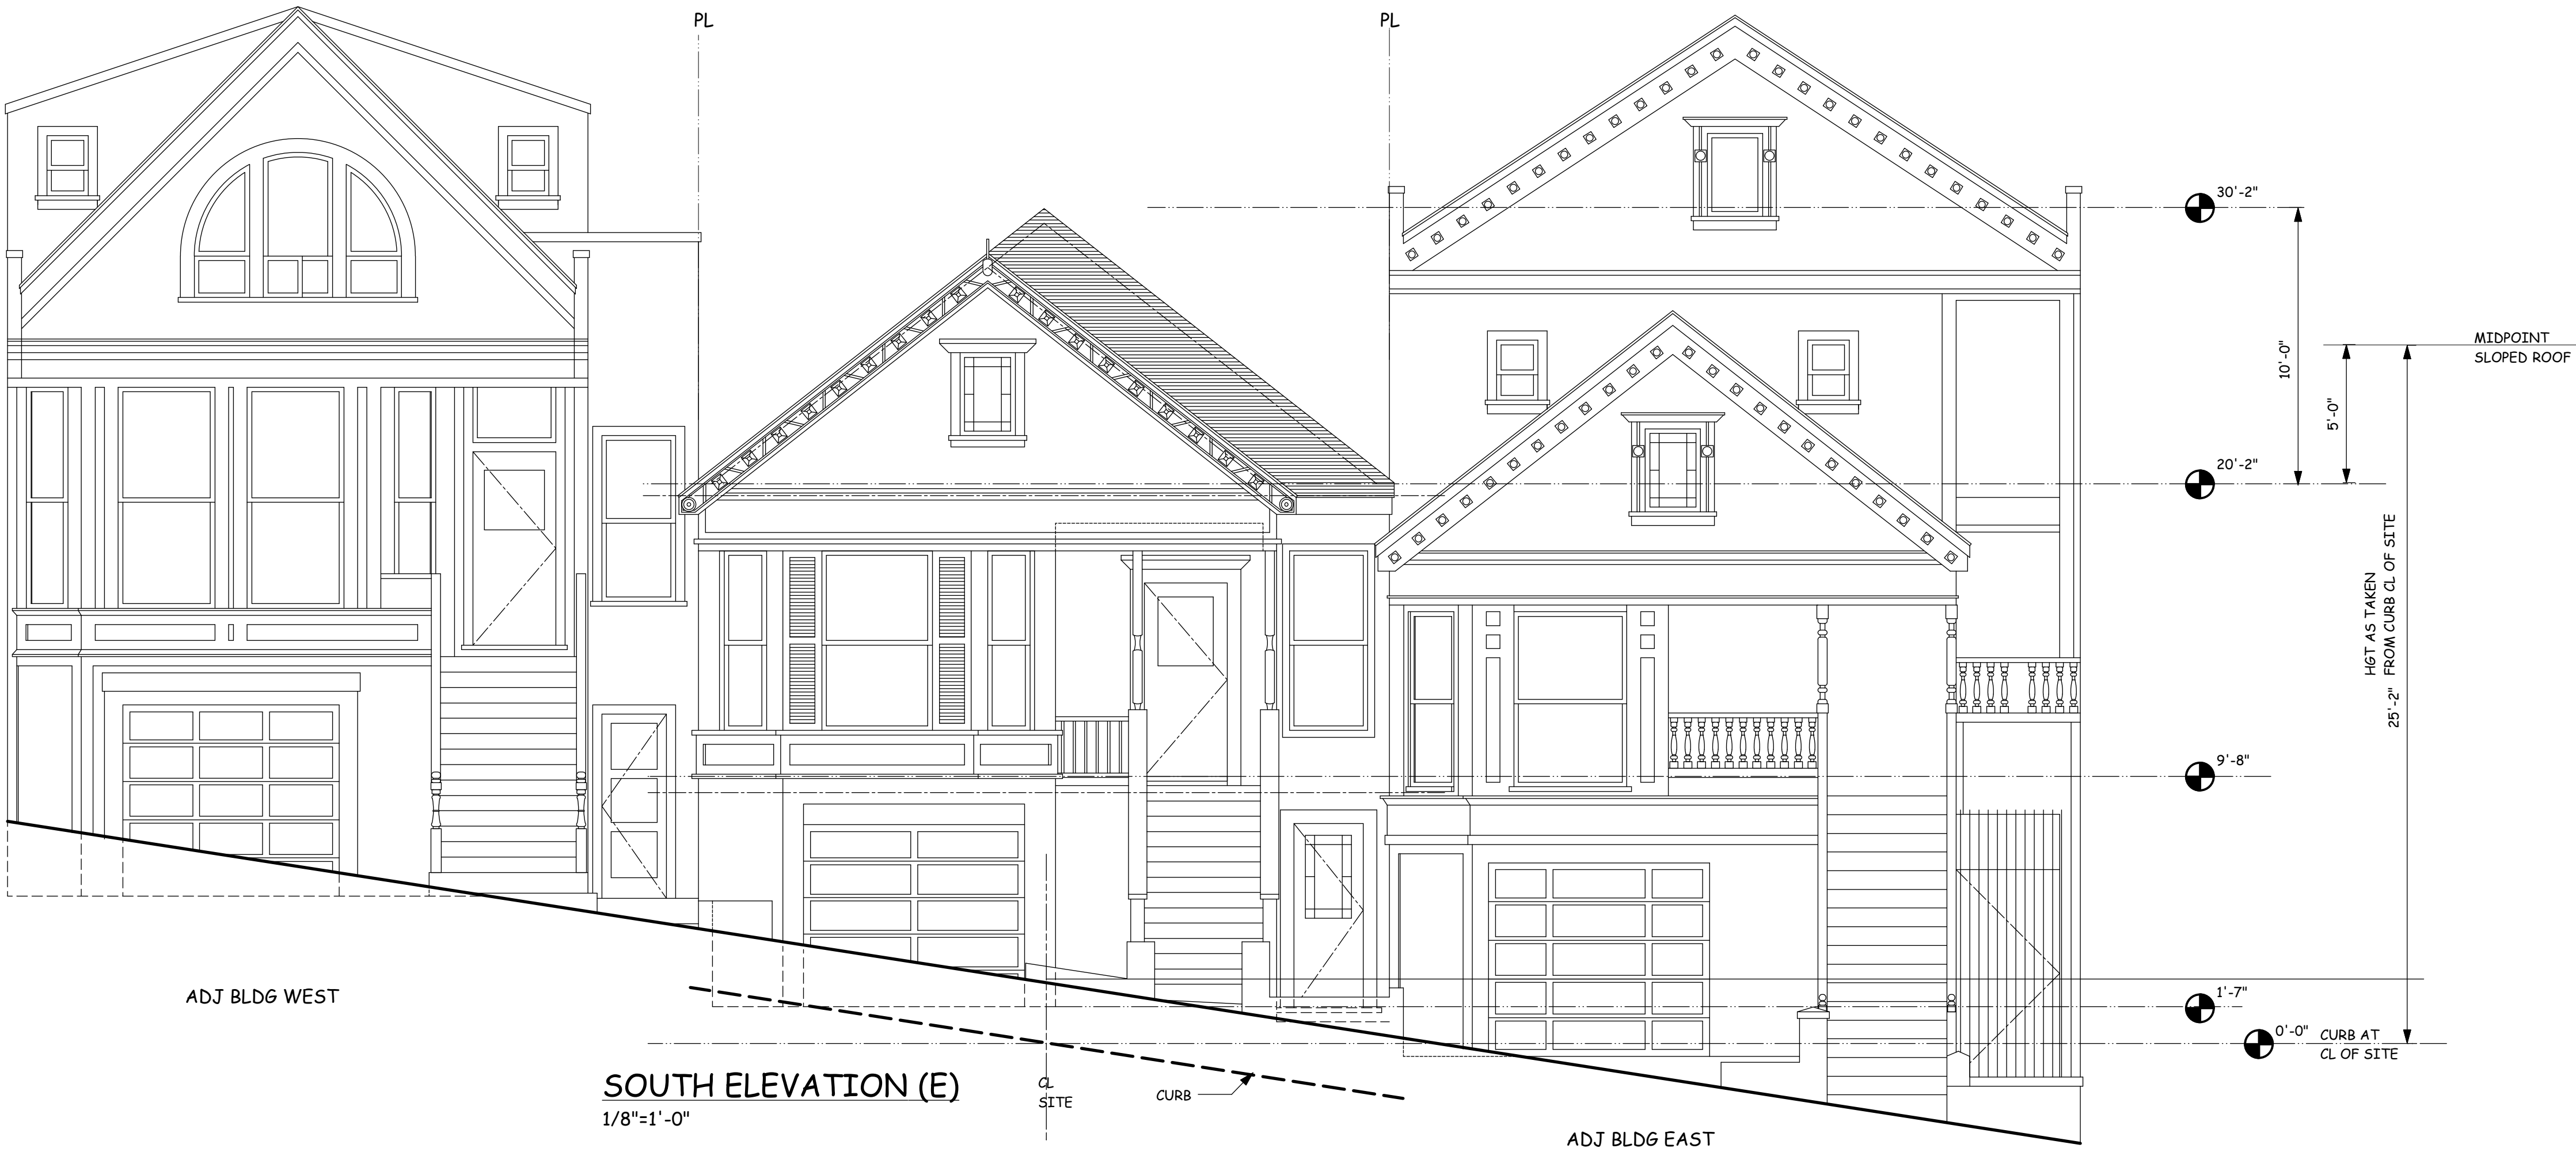 PL
PL
30'-2"
10'-0"
MIDPOINT
SLOPED ROOF
5'-0"
20'-2"
HGT AS TAKEN
25'-2" FROM CURB CL OF SITE
9'-8"
1'-7"
0'-0" CURB AT
CL OF SITE
ADJ BLDG WEST
SOUTH ELEVATION (E)
1/8"=1'-0"
CL
SITE
CURB
ADJ BLDG EAST